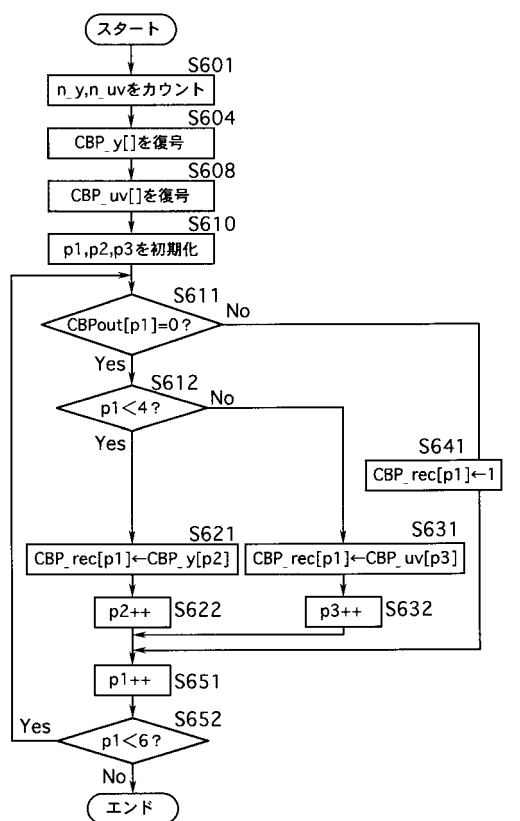 スタート
S601
n_y,n_uvをカウント
S604
CBP_y[]を復号
S608
CBP_uv[]を復号
S610
p1,p2,p3を初期化
S611
CBPout[p1]=0?
No
Yes
S612
p1<4?
No
Yes
S641
CBP_rec[p1]←1
S621
CBP_rec[p1]←CBP_y[p2]
S631
CBP_rec[p1]←CBP_uv[p3]
p2++
S622
p3++
S632
p1++
S651
S652
Yes
p1<6?
No
エンド